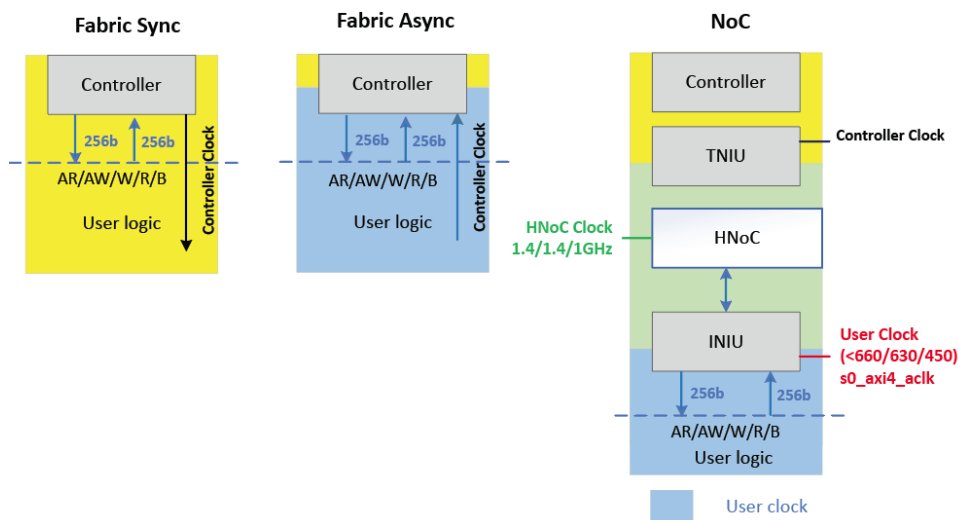 Fabric Sync
Controller
256b
256b
Controller Clock
AR/AW/W/R/B
User logic
Fabric Async
Controller
256b
256b
Controller Clock
AR/AW/W/R/B
User logic
NoC
Controller
TNIU
Controller Clock
HNoC Clock
1.4/1.4/1GHz
HNoC
INIU
User Clock
(<660/630/450)
s0_axi4_aclk
256b
256b
AR/AW/W/R/B
User logic
User clock